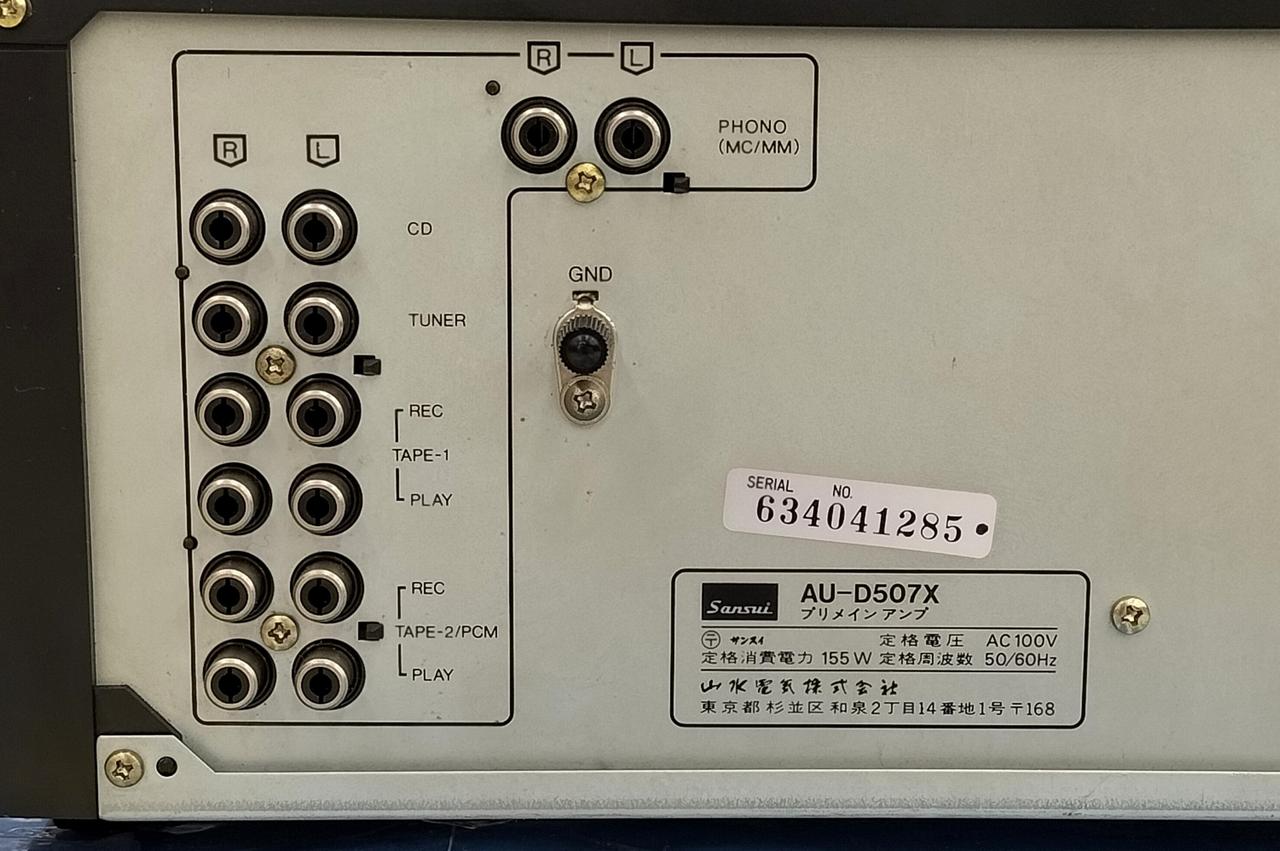 R L
PHONO
(MC/MM)
R L
CD
GND
TUNER
REC
TAPE-1
PLAY
SERIAL NO.
634041285
REC
TAPE-2/PCM
PLAY
Sansui AU-D507X
プリメインアンプ
〒 サンスイ 定格電圧 AC100V
定格消費電力 155W 定格周波数 50/60Hz
山水電気株式会社
東京都杉並区和泉2丁目14番地1号〒168